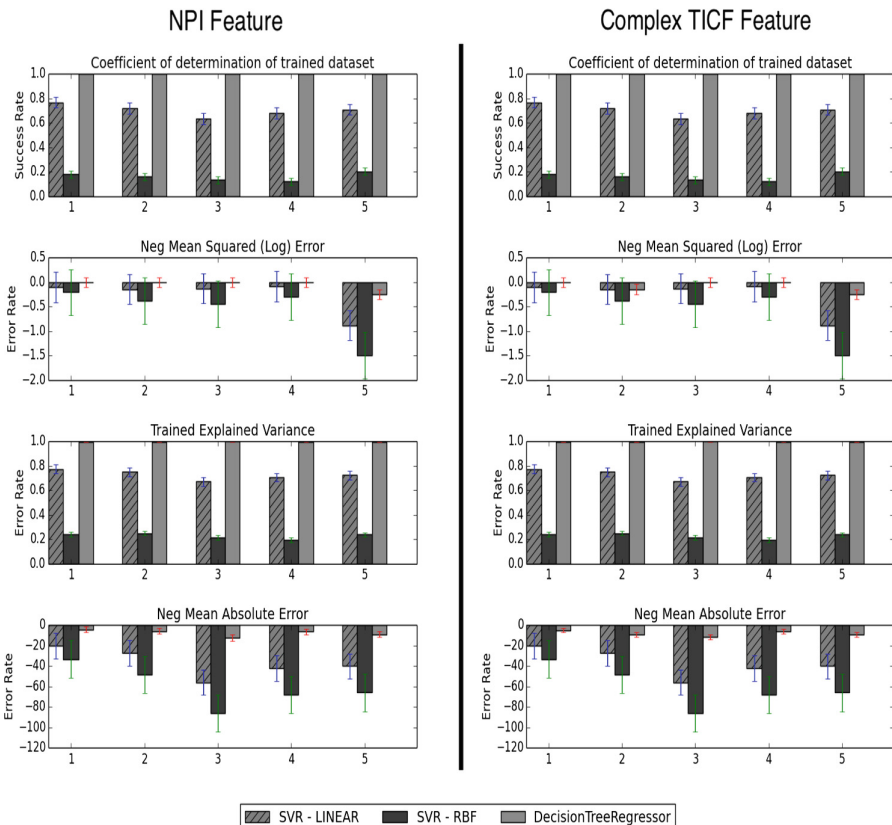 NPI Feature
Coefficient of determination of trained dataset
Success Rate
1.0
0.8
0.6
0.4
0.2
0.0
1 2 3 4 5
Neg Mean Squared (Log) Error
Error Rate
0.5
0.0
−0.5
−1.0
−1.5
−2.0
1 2 3 4 5
Trained Explained Variance
Error Rate
1.0
0.8
0.6
0.4
0.2
0.0
1 2 3 4 5
Neg Mean Absolute Error
Error Rate
0
−20
−40
−60
−80
−100
−120
1 2 3 4 5
Complex TICF Feature
Coefficient of determination of trained dataset
Success Rate
1.0
0.8
0.6
0.4
0.2
0.0
1 2 3 4 5
Neg Mean Squared (Log) Error
Error Rate
0.5
0.0
−0.5
−1.0
−1.5
−2.0
1 2 3 4 5
Trained Explained Variance
Error Rate
1.0
0.8
0.6
0.4
0.2
0.0
1 2 3 4 5
Neg Mean Absolute Error
Error Rate
0
−20
−40
−60
−80
−100
−120
1 2 3 4 5
SVR - LINEAR SVR - RBF DecisionTreeRegressor